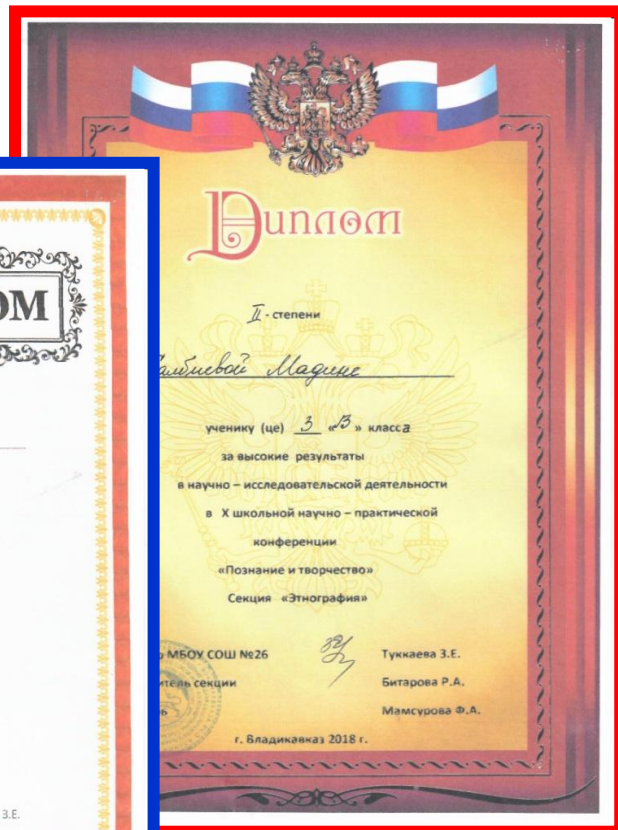 Диплом
II - степени
Мадине
ученику (це) 3 «В» класса
за высокие результаты
в научно – исследовательской деятельности
в X школьной научно – практической
конференции
«Познание и творчество»
Секция «Этнография»
МБОУ СОШ №26 Туккаева З.Е.
секции Битарова Р.А.
Мамсурова Ф.А.
г. Владикавказ 2018 г.
ОМ
З.Е.